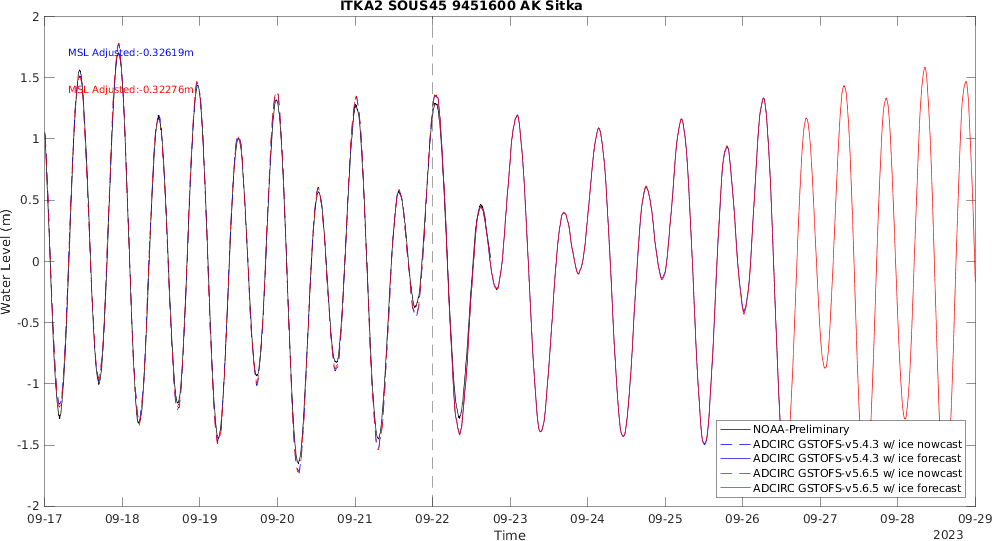 ITKA2 SOUS45 9451600 AK Sitka
2
1.5
1
0.5
0
-0.5
-1
-1.5
-2
Water Level (m)
MSL Adjusted:-0.32619m
MSL Adjusted:-0.32276m
NOAA-Preliminary
ADCIRC GSTOFS-v5.4.3 w/ ice nowcast
ADCIRC GSTOFS-v5.4.3 w/ ice forecast
ADCIRC GSTOFS-v5.6.5 w/ ice nowcast
ADCIRC GSTOFS-v5.6.5 w/ ice forecast
09-17 09-18 09-19 09-20 09-21 09-22 09-23 09-24 09-25 09-26 09-27 09-28 09-29
Time
2023